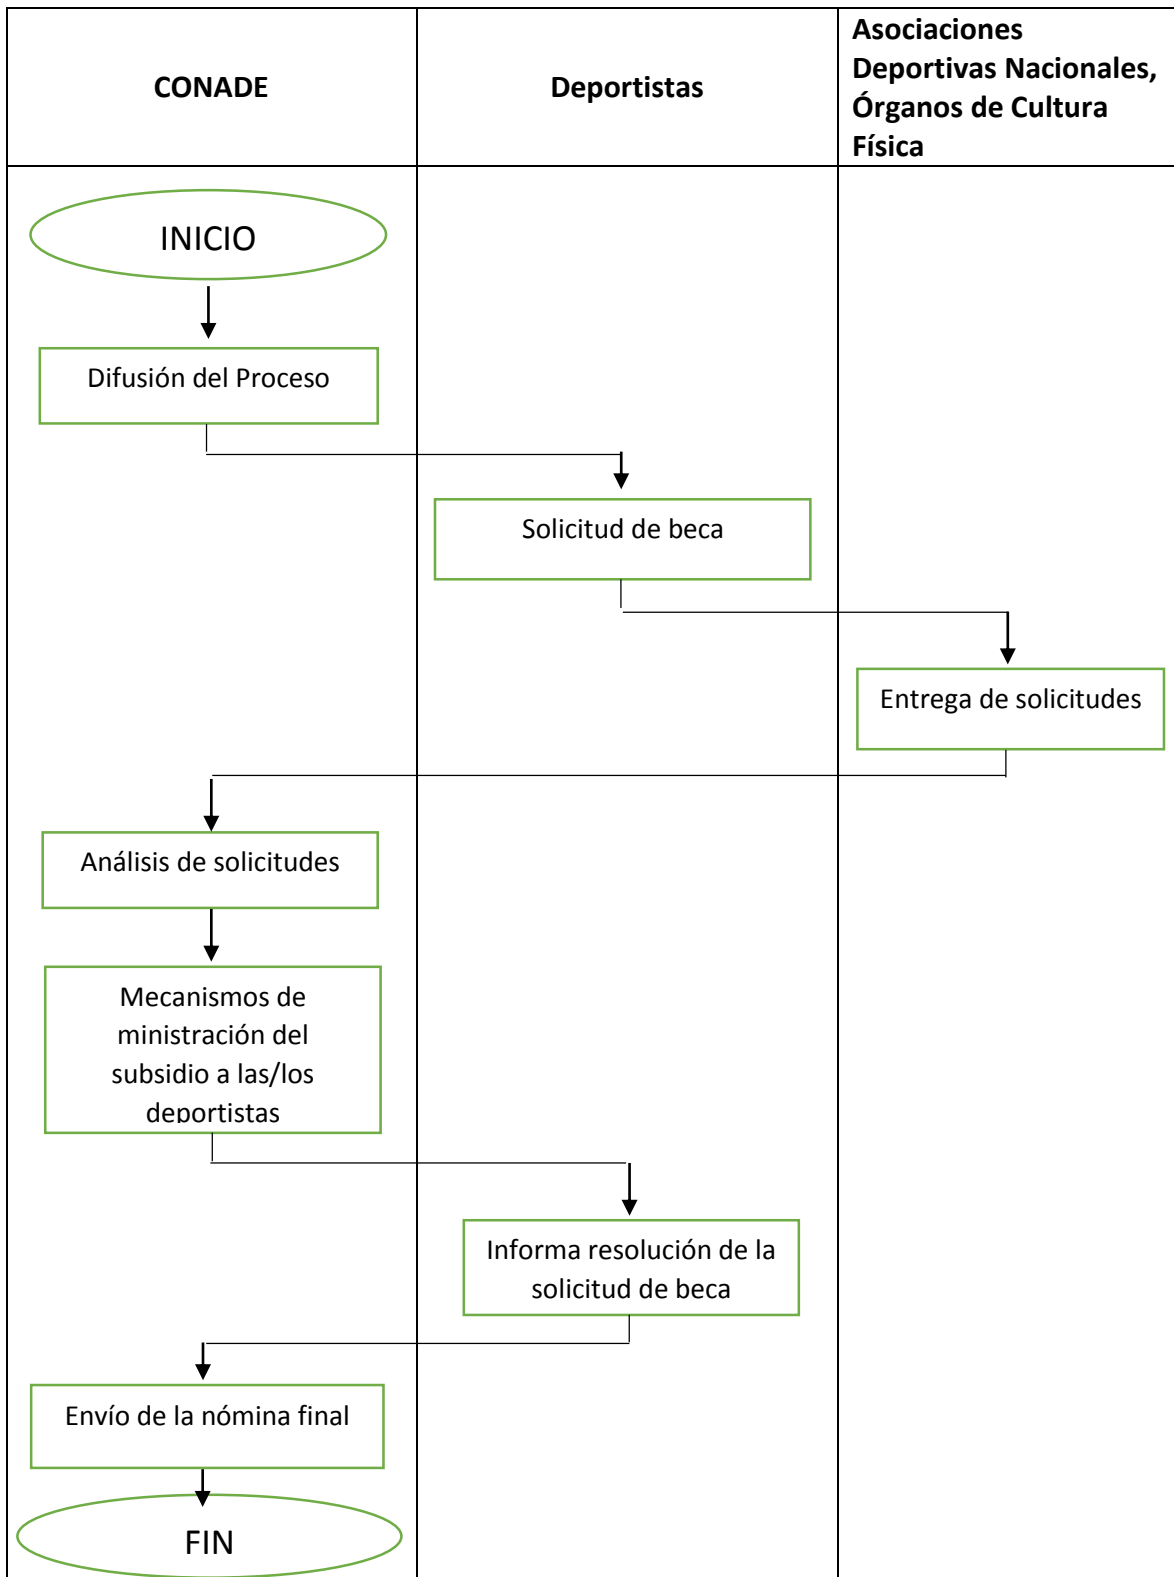 CONADE
Deportistas
Asociaciones
Deportivas Nacionales,
Órganos de Cultura
Física
INICIO
Difusión del Proceso
Solicitud de beca
Entrega de solicitudes
Análisis de solicitudes
Mecanismos de
ministración del
subsidio a las/los
deportistas
Informa resolución de la
solicitud de beca
Envío de la nómina final
FIN